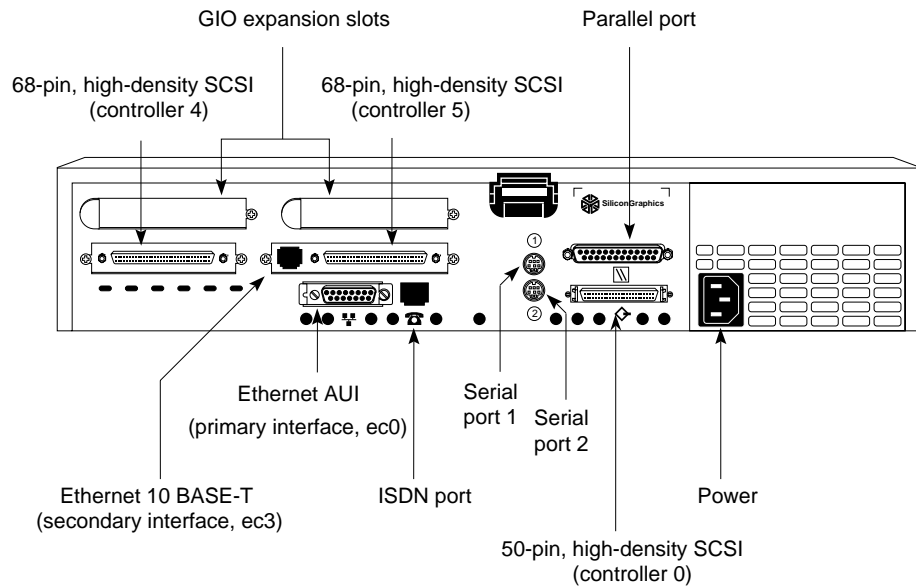 GIO expansion slots
Parallel port
68-pin, high-density SCSI
(controller 4)
68-pin, high-density SCSI
(controller 5)
SiliconGraphics
1
2
Ethernet AUI
(primary interface, ec0)
Serial
port 1
Serial
port 2
Ethernet 10 BASE-T
(secondary interface, ec3)
ISDN port
Power
50-pin, high-density SCSI
(controller 0)